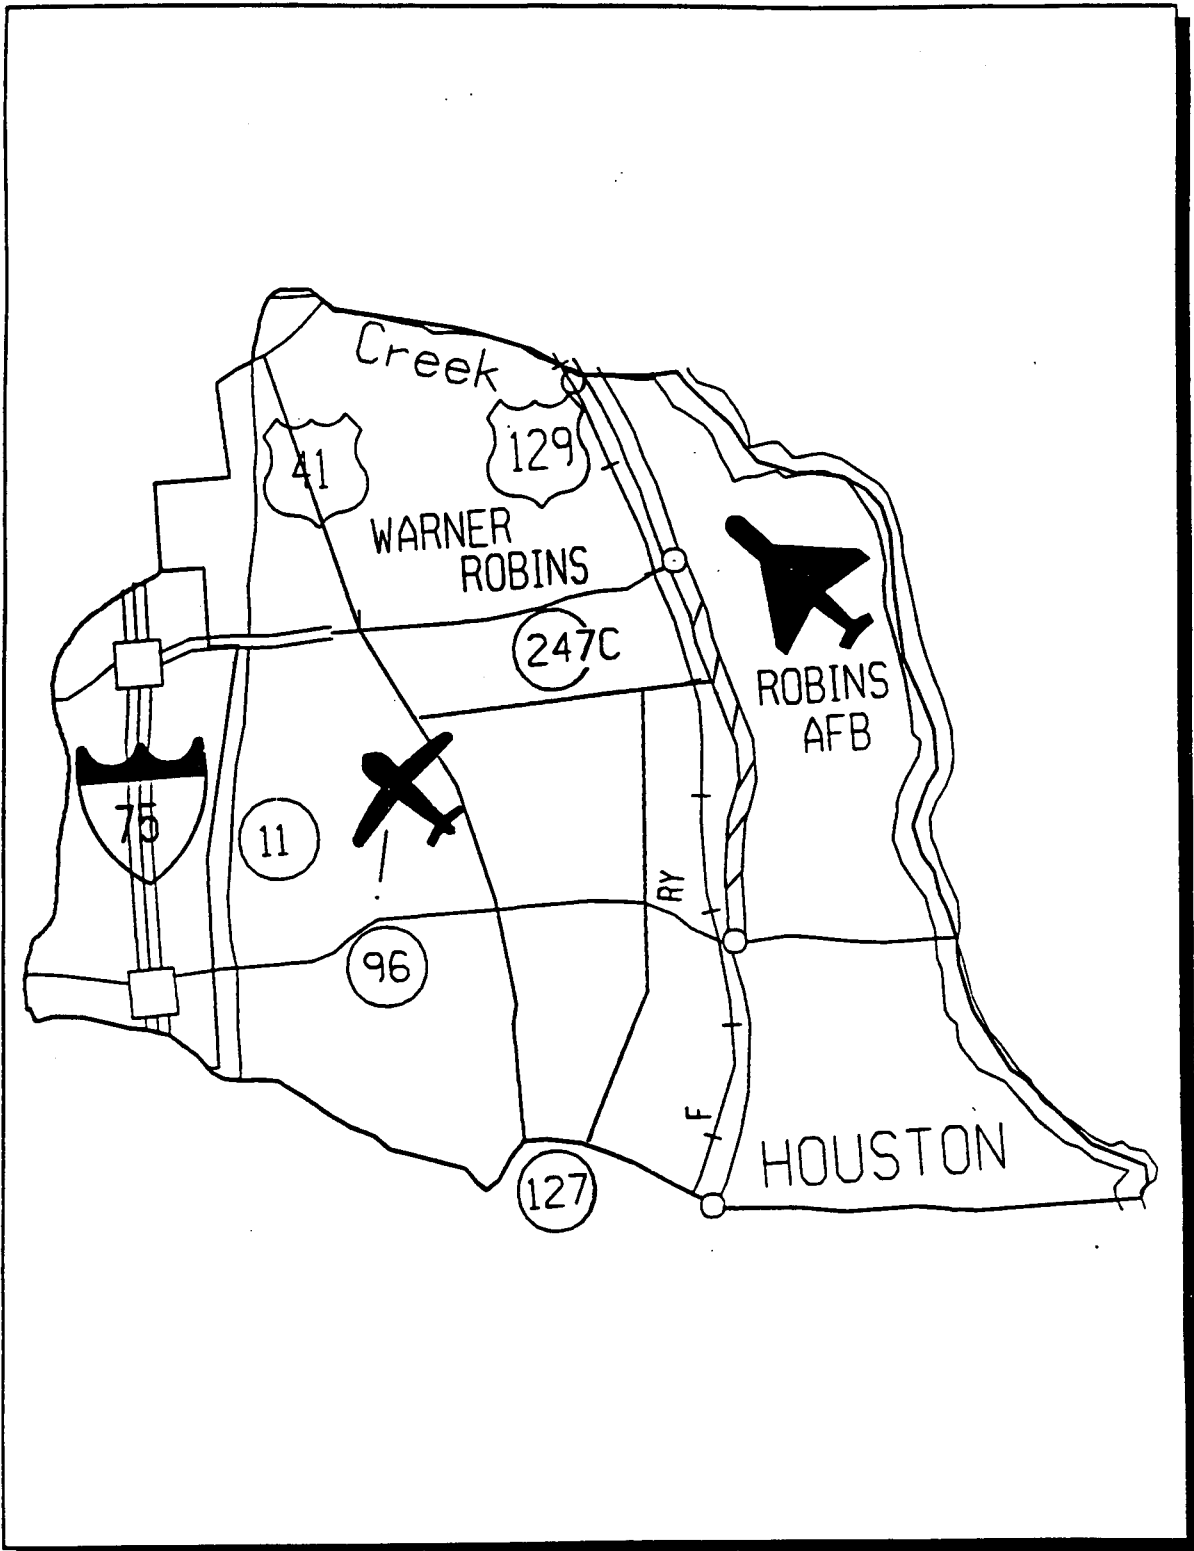 Creek
41
129
WARNER
ROBINS
247C
ROBINS
AFB
75
11
RY
96
F
HOUSTON
127